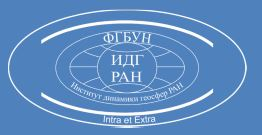 ФГБУН
ИДГ
РАН
Институт динамики геосфер РАН
Intra et Extra